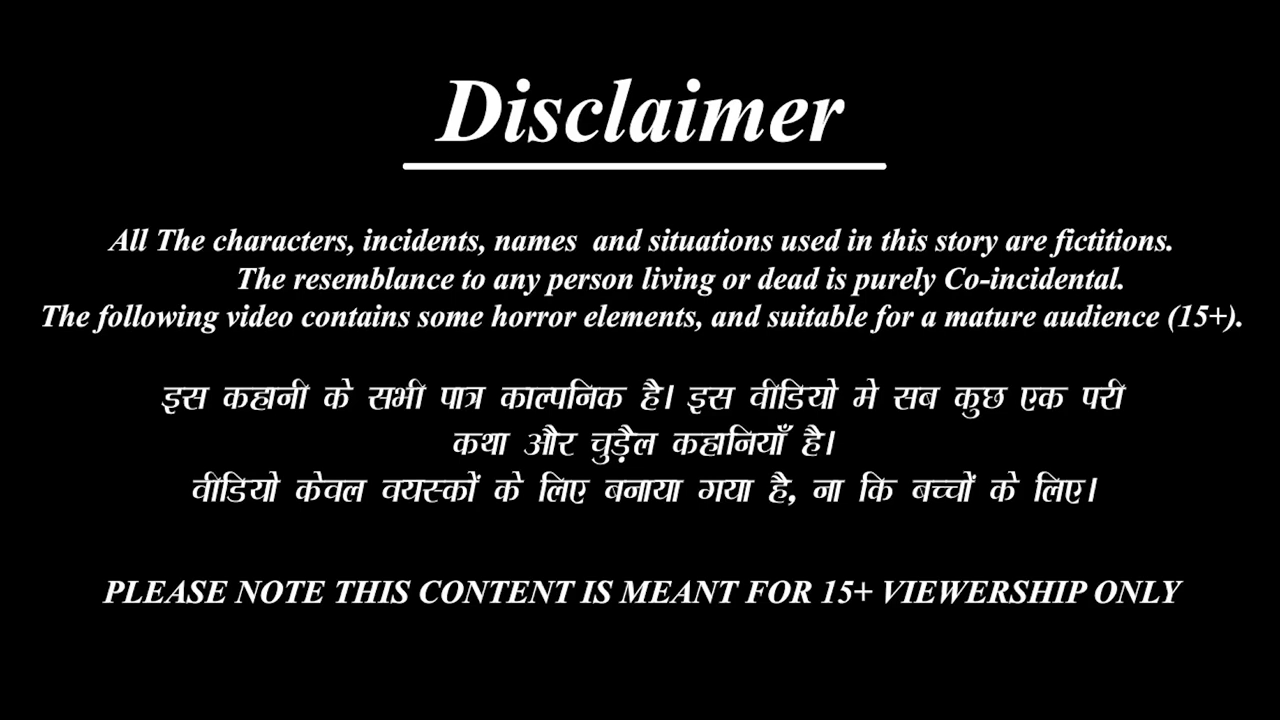 Disclaimer
All The characters, incidents, names and situations used in this story are fictitions.
The resemblance to any person living or dead is purely Co-incidental.
The following video contains some horror elements, and suitable for a mature audience (15+).
इस कहानी के सभी पात्र काल्पनिक है। इस वीडियो मे सब कुछ एक परी
कथा और चुड़ैल कहानियाँ है।
वीडियो केवल वयस्कों के लिए बनाया गया है, ना कि बच्चों के लिए।
PLEASE NOTE THIS CONTENT IS MEANT FOR 15+ VIEWERSHIP ONLY